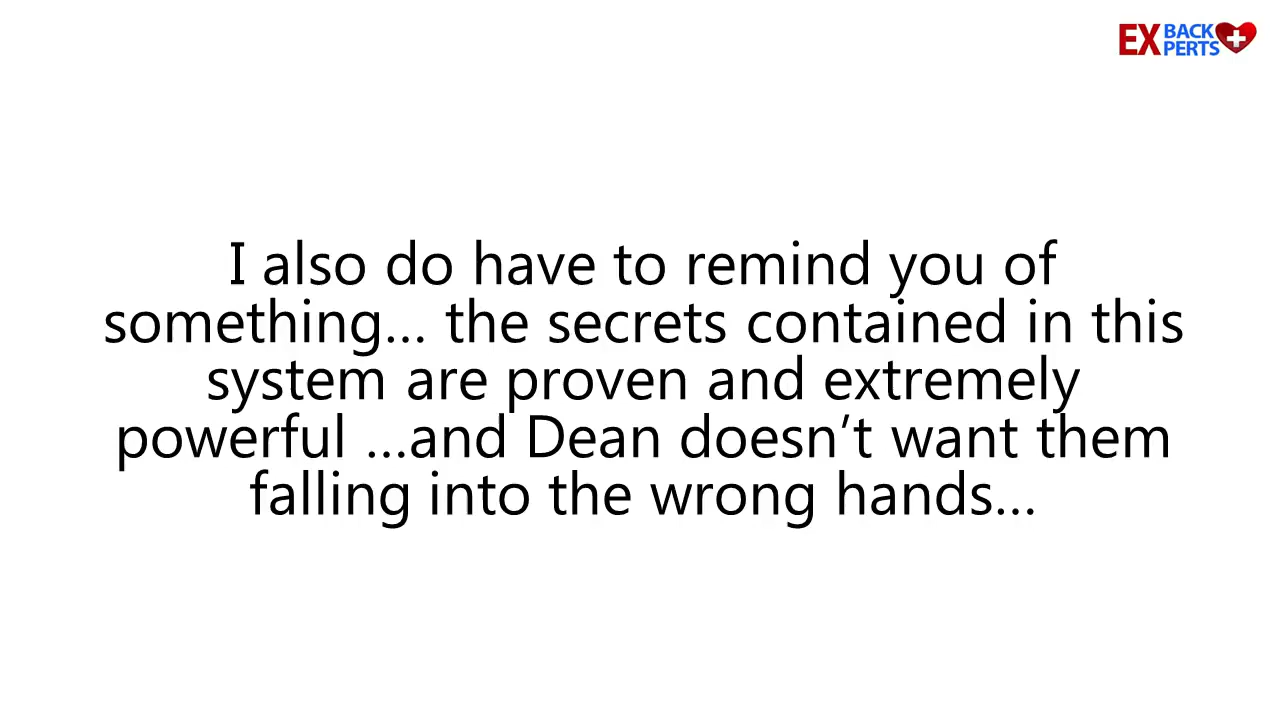 EX BACK
PERTS
I also do have to remind you of
something... the secrets contained in this
system are proven and extremely
powerful ...and Dean doesn’t want them
falling into the wrong hands...